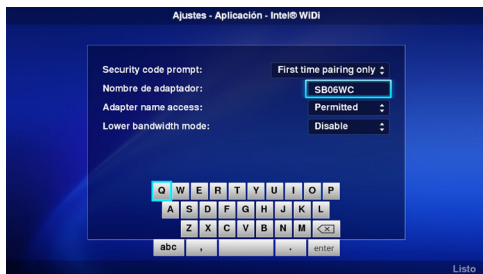 Ajustes - Aplicación - Intel® WiDi
Security code prompt: First time pairing only
Nombre de adaptador: SB06WC
Adapter name access: Permitted
Lower bandwidth mode: Disable
Q W E R T Y U I O P
A S D F G H J K L
Z X C V B N M
abc , . enter
Listo